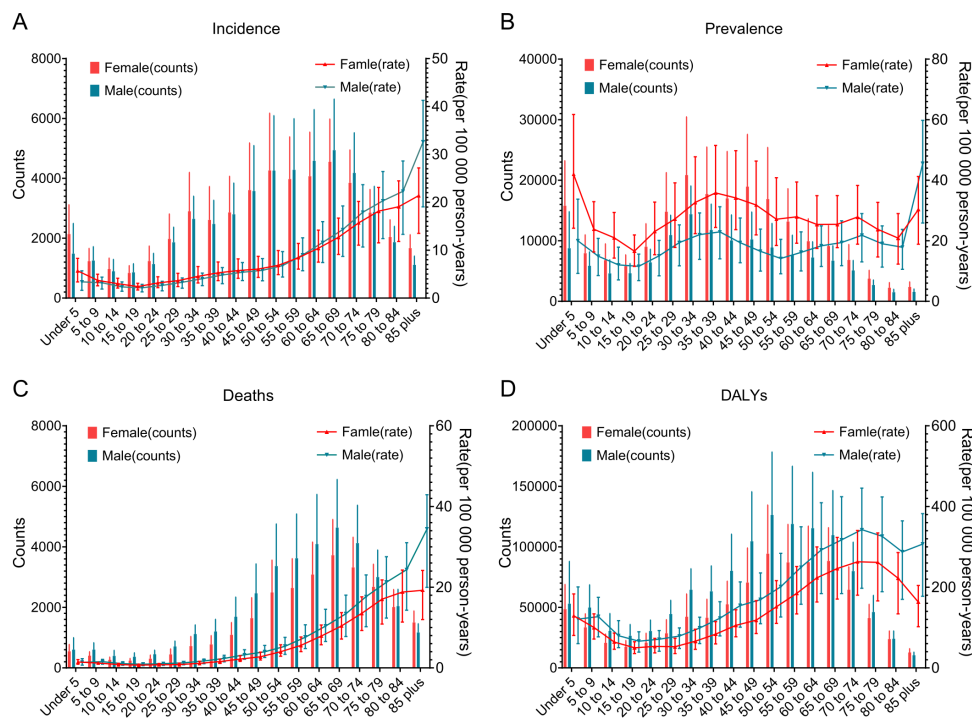 A
Incidence
Counts
8000
6000
4000
2000
0
Female(counts)
Male(counts)
Famle(rate)
Male(rate)
50
40
30
20
10
0
Rate(per 100 000 person-years)
Under 5
5 to 9
10 to 14
15 to 19
20 to 24
25 to 29
30 to 34
35 to 39
40 to 44
45 to 49
50 to 54
55 to 59
60 to 64
65 to 69
70 to 74
75 to 79
80 to 84
85 plus
B
Prevalence
Counts
40000
30000
20000
10000
0
Female(counts)
Male(counts)
Famle(rate)
Male(rate)
80
60
40
20
0
Rate(per 100 000 person-years)
Under 5
5 to 9
10 to 14
15 to 19
20 to 24
25 to 29
30 to 34
35 to 39
40 to 44
45 to 49
50 to 54
55 to 59
60 to 64
65 to 69
70 to 74
75 to 79
80 to 84
85 plus
C
Deaths
Counts
8000
6000
4000
2000
0
Female(counts)
Male(counts)
Famle(rate)
Male(rate)
60
40
20
0
Rate(per 100 000 person-years)
Under 5
5 to 9
10 to 14
15 to 19
20 to 24
25 to 29
30 to 34
35 to 39
40 to 44
45 to 49
50 to 54
55 to 59
60 to 64
65 to 69
70 to 74
75 to 79
80 to 84
85 plus
D
DALYs
Counts
200000
150000
100000
50000
0
Female(counts)
Male(counts)
Famle(rate)
Male(rate)
600
400
200
0
Rate(per 100 000 person-years)
Under 5
5 to 9
10 to 14
15 to 19
20 to 24
25 to 29
30 to 34
35 to 39
40 to 44
45 to 49
50 to 54
55 to 59
60 to 64
65 to 69
70 to 74
75 to 79
80 to 84
85 plus